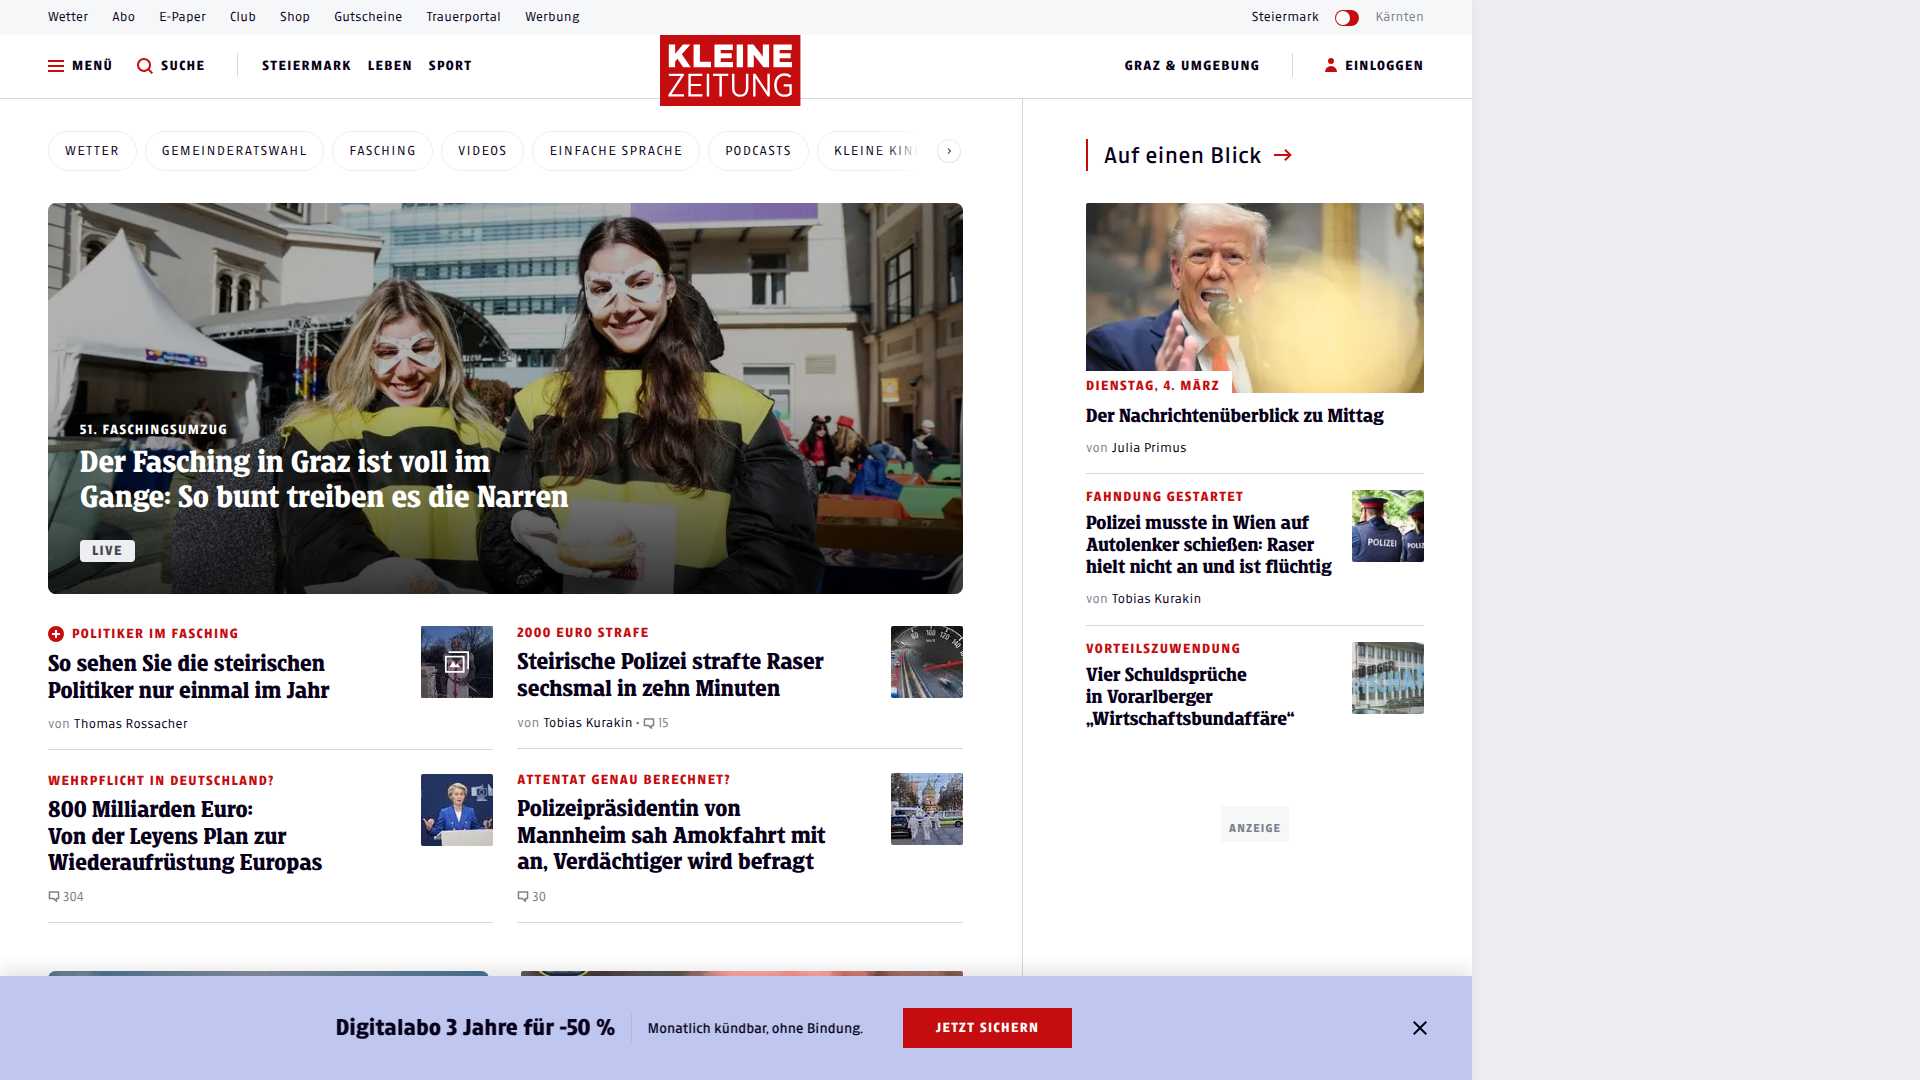 Wetter Abo E-Paper Club Shop Gutscheine Trauerportal Werbung Steiermark Kärnten
MENÜ SUCHE STEIERMARK LEBEN SPORT KLEINE ZEITUNG GRAZ & UMGEBUNG EINLOGGEN
WETTER GEMEINDERATSWAHL FASCHING VIDEOS EINFACHE SPRACHE PODCASTS KLEINE KIN
51. FASCHINGSUMZUG
Der Fasching in Graz ist voll im
Gange: So bunt treiben es die Narren
LIVE
POLITIKER IM FASCHING
So sehen Sie die steirischen
Politiker nur einmal im Jahr
von Thomas Rossacher
2000 EURO STRAFE
Steirische Polizei strafte Raser
sechsmal in zehn Minuten
von Tobias Kurakin • 15
WEHRPFLICHT IN DEUTSCHLAND?
800 Milliarden Euro:
Von der Leyens Plan zur
Wiederaufrüstung Europas
304
ATTENTAT GENAU BERECHNET?
Polizeipräsidentin von
Mannheim sah Amokfahrt mit
an, Verdächtiger wird befragt
30
Auf einen Blick
DIENSTAG, 4. MÄRZ
Der Nachrichtenüberblick zu Mittag
von Julia Primus
FAHNDUNG GESTARTET
Polizei musste in Wien auf
Autolenker schießen: Raser
hielt nicht an und ist flüchtig
von Tobias Kurakin
POLIZEI
VORTEILSZUWENDUNG
Vier Schuldsprüche
in Vorarlberger
„Wirtschaftsbundaffäre“
ANZEIGE
Digitalabo 3 Jahre für -50 %
Monatlich kündbar, ohne Bindung.
JETZT SICHERN